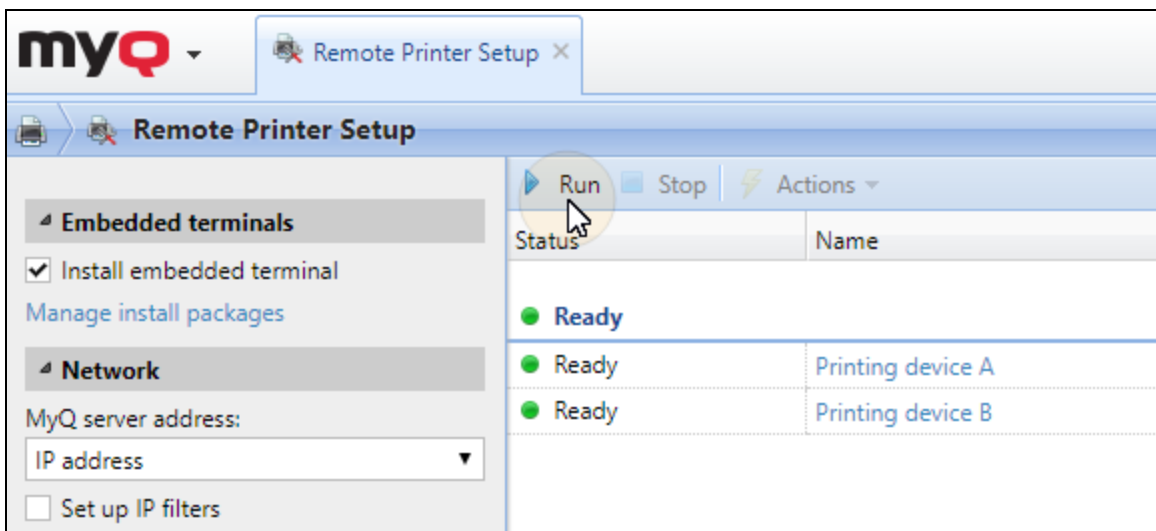 myQ
Remote Printer Setup
Remote Printer Setup
Embedded terminals
Install embedded terminal
Manage install packages
Network
MyQ server address:
IP address
Set up IP filters
Run Stop Actions
Status Name
Ready
Ready Printing device A
Ready Printing device B